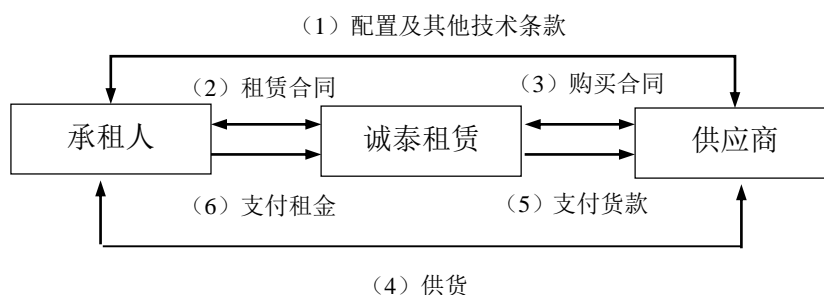 （1）配置及其他技术条款
（2）租赁合同
（3）购买合同
承租人
诚泰租赁
供应商
（6）支付租金
（5）支付货款
（4）供货